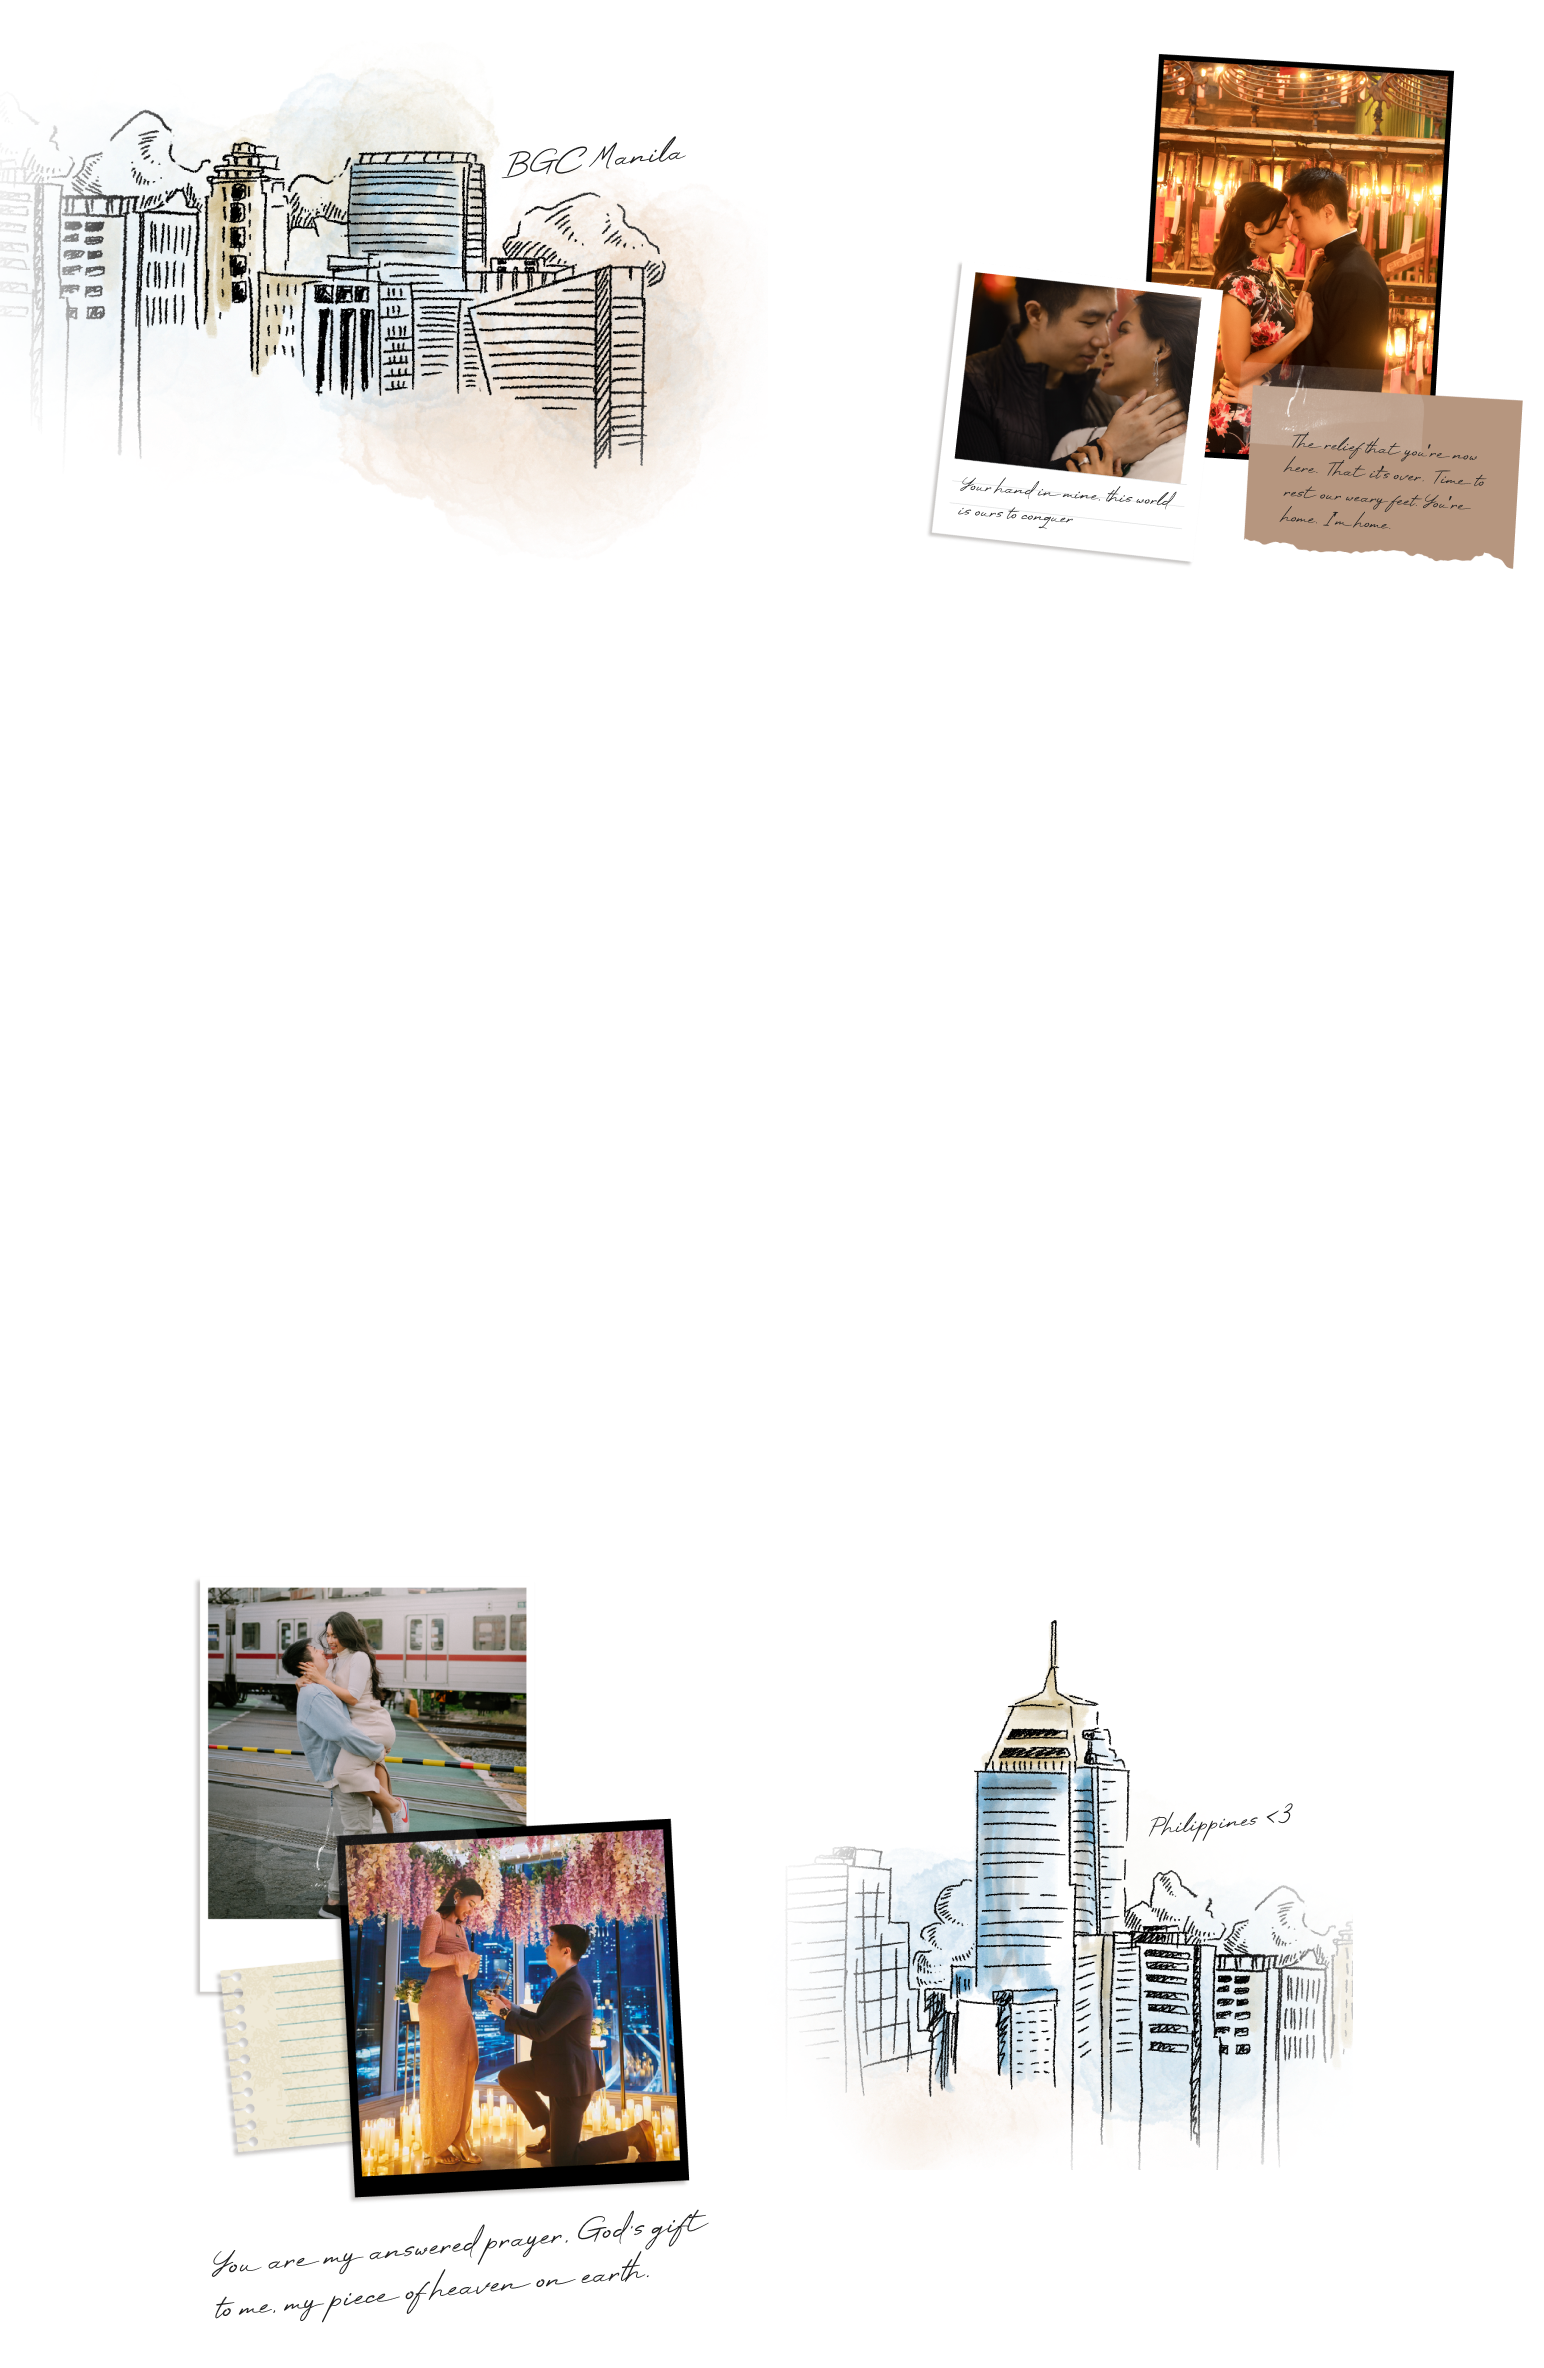 BGC Manila
Your hand in mine, this world
is ours to conquer
The relief that you're now
here. That it's over. Time to
rest our weary feet. You're
home. I'm home.
Philippines <3
You are my answered prayer. God's gift
to me, my piece of heaven on earth.